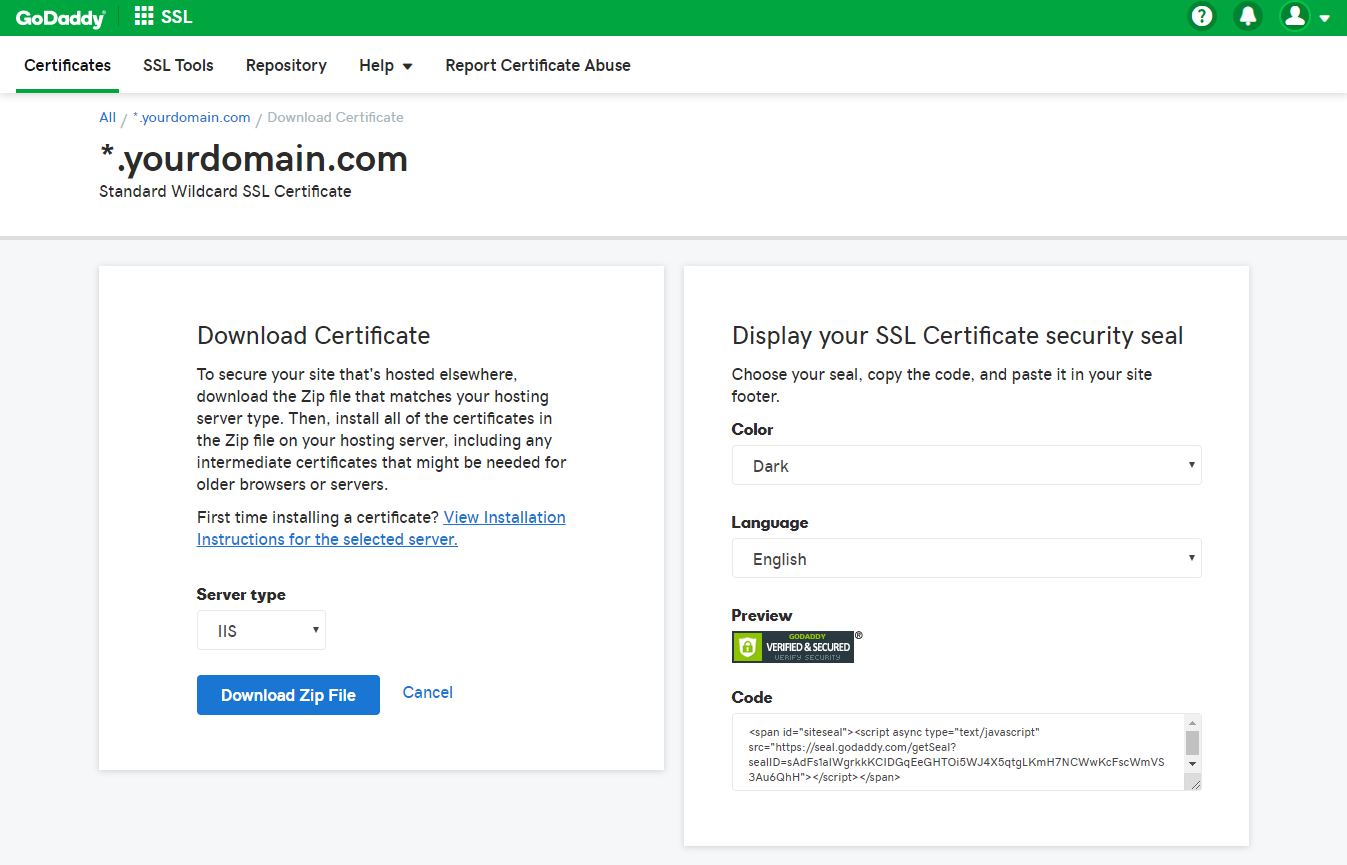 GoDaddy SSL
Certificates SSL Tools Repository Help Report Certificate Abuse
All / *.yourdomain.com / Download Certificate
*.yourdomain.com
Standard Wildcard SSL Certificate
Download Certificate
To secure your site that's hosted elsewhere,
download the Zip file that matches your hosting
server type. Then, install all of the certificates in
the Zip file on your hosting server, including any
intermediate certificates that might be needed for
older browsers or servers.
First time installing a certificate? View Installation
Instructions for the selected server.
Server type
IIS
Download Zip File Cancel
Display your SSL Certificate security seal
Choose your seal, copy the code, and paste it in your site
footer.
Color
Dark
Language
English
Preview
GODADDY
VERIFIED & SECURED
VERIFY SECURITY
®
Code
<span id="siteseal"><script async type="text/javascript"
src="https://seal.godaddy.com/getSeal?
sealID=sAdFs1alWgrkkKCIDGqEeGHTOi5WJ4X5qtgLKmH7NCWwKcFscWmVS
3Au6QhH"></script></span>